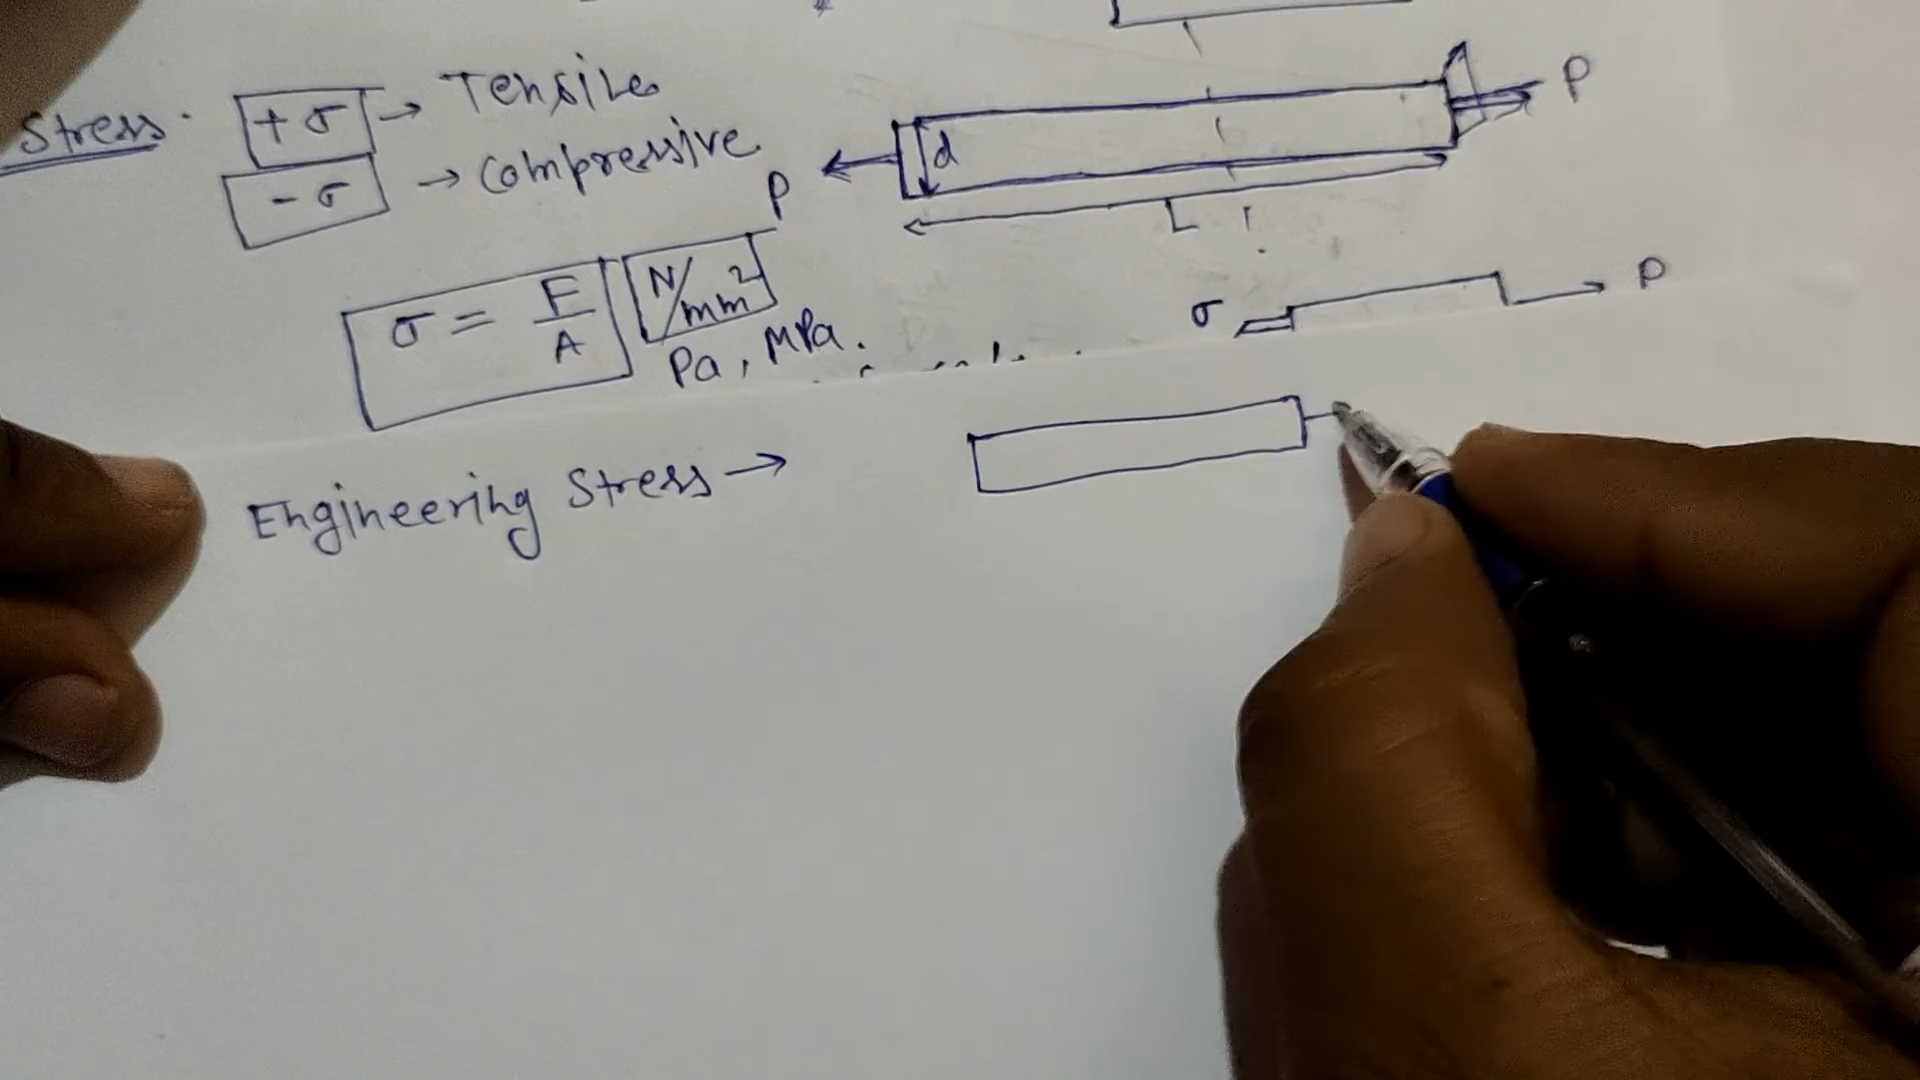 Stress. +σ → Tensile
-σ → Compressive
P d P
L
σ = F/A N/mm²
Pa, MPa.
σ P
Engineering Stress →